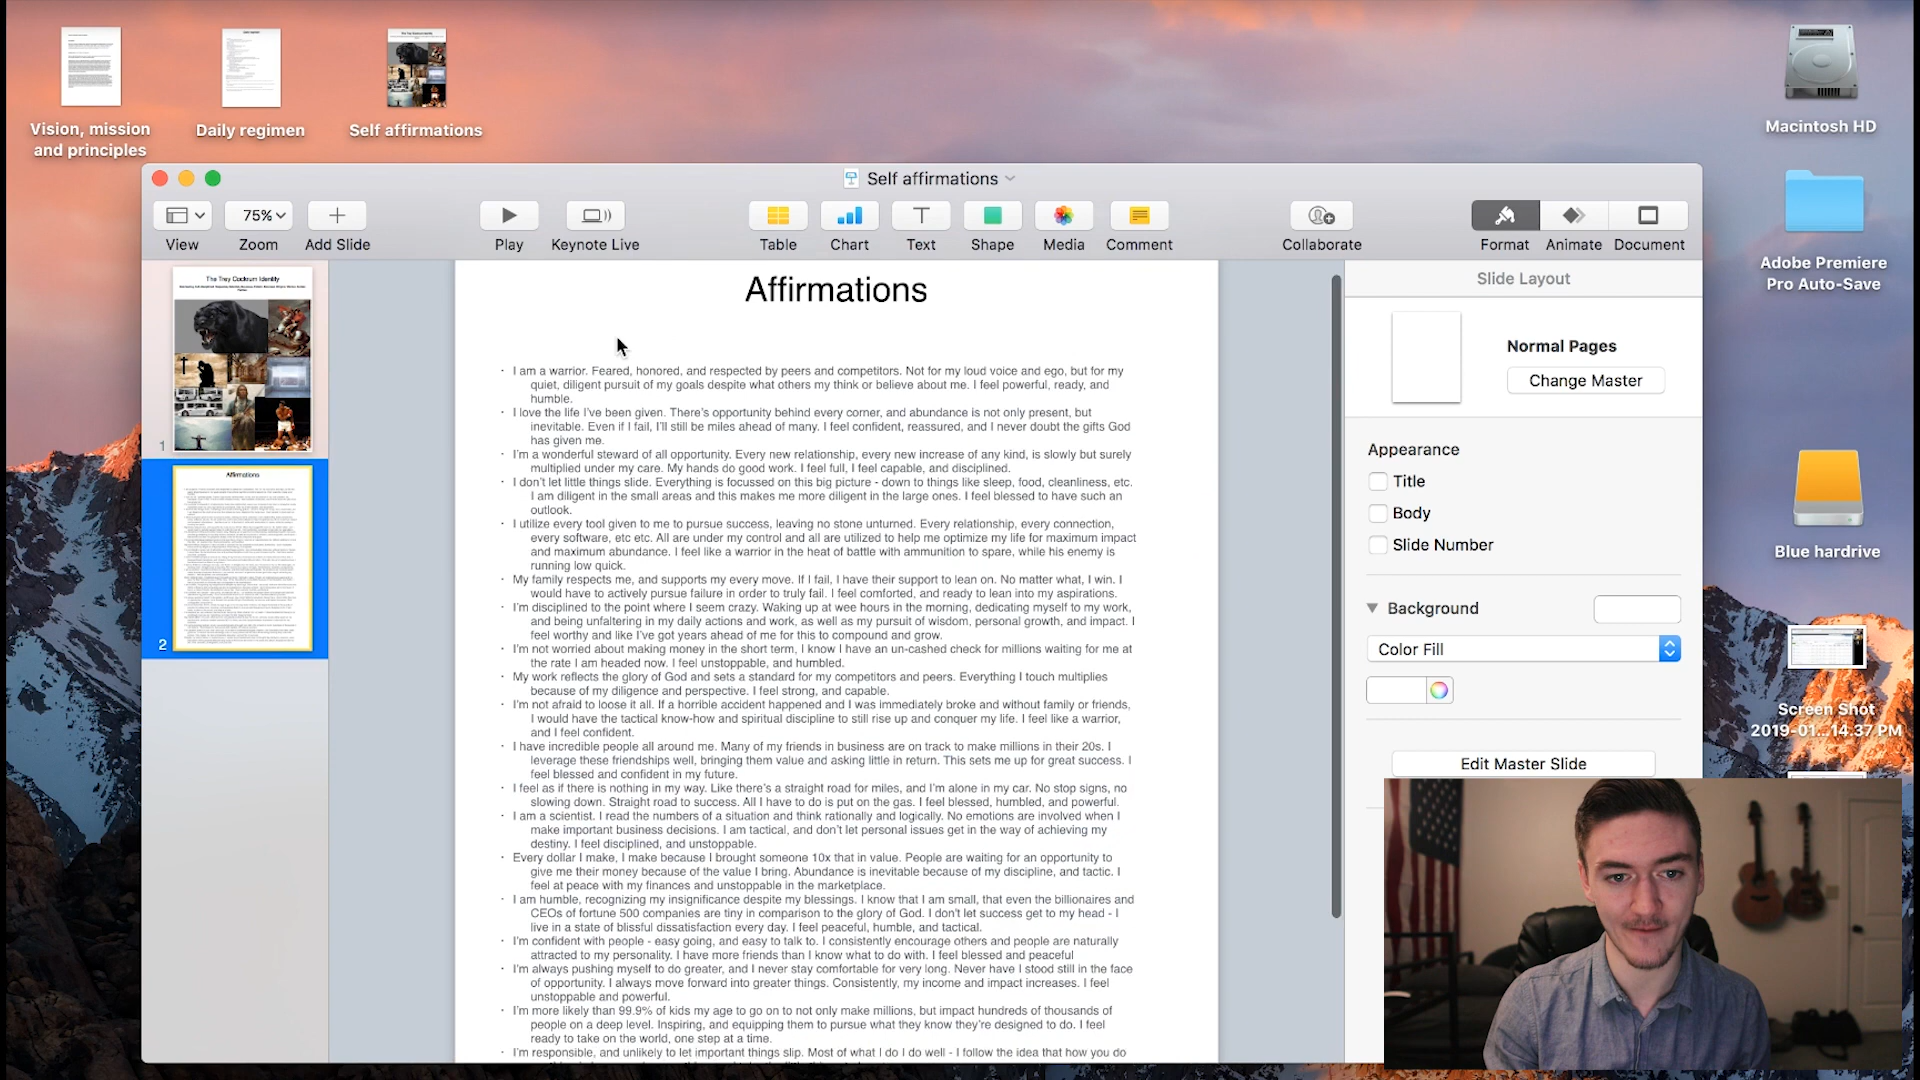 Vision, mission
and principles
Daily regimen
Self affirmations
Macintosh HD
Self affirmations
75%
View
Zoom
Add Slide
Play
Keynote Live
Table
Chart
Text
Shape
Media
Comment
Collaborate
Format
Animate
Document
Adobe Premiere
Pro Auto-Save
Blue hardrive
Screen Shot
2019-01...14.37 PM
The Trey Cockrum Identity
1
Affirmations
2
Affirmations
· I am a warrior. Feared, honored, and respected by peers and competitors. Not for my loud voice and ego, but for my
quiet, diligent pursuit of my goals despite what others my think or believe about me. I feel powerful, ready, and
humble.
· I love the life I've been given. There's opportunity behind every corner, and abundance is not only present, but
inevitable. Even if I fail, I'll still be miles ahead of many. I feel confident, reassured, and I never doubt the gifts God
has given me.
· I'm a wonderful steward of all opportunity. Every new relationship, every new increase of any kind, is slowly but surely
multiplied under my care. My hands do good work. I feel full, I feel capable, and disciplined.
· I don't let little things slide. Everything is focussed on this big picture - down to things like sleep, food, cleanliness, etc.
I am diligent in the small areas and this makes me more diligent in the large ones. I feel blessed to have such an
outlook.
· I utilize every tool given to me to pursue success, leaving no stone unturned. Every relationship, every connection,
every software, etc etc. All are under my control and all are utilized to help me optimize my life for maximum impact
and maximum abundance. I feel like a warrior in the heat of battle with ammunition to spare, while his enemy is
running low quick.
· My family respects me, and supports my every move. If I fail, I have their support to lean on. No matter what, I win. I
would have to actively pursue failure in order to truly fail. I feel comforted, and ready to lean into my aspirations.
· I'm disciplined to the point where I seem crazy. Waking up at wee hours in the morning, dedicating myself to my work,
and being unfaltering in my daily actions and work, as well as my pursuit of wisdom, personal growth, and impact. I
feel worthy and like I've got years ahead of me for this to compound and grow.
· I'm not worried about making money in the short term, I know I have an un-cashed check for millions waiting for me at
the rate I am headed now. I feel unstoppable, and humbled.
· My work reflects the glory of God and sets a standard for my competitors and peers. Everything I touch multiplies
because of my diligence and perspective. I feel strong, and capable.
· I'm not afraid to loose it all. If a horrible accident happened and I was immediately broke and without family or friends,
I would have the tactical know-how and spiritual discipline to still rise up and conquer my life. I feel like a warrior,
and I feel confident.
· I have incredible people all around me. Many of my friends in business are on track to make millions in their 20s. I
leverage these friendships well, bringing them value and asking little in return. This sets me up for great success. I
feel blessed and confident in my future.
· I feel as if there is nothing in my way. Like there's a straight road for miles, and I'm alone in my car. No stop signs, no
slowing down. Straight road to success. All I have to do is put on the gas. I feel blessed, humbled, and powerful.
· I am a scientist. I read the numbers of a situation and think rationally and logically. No emotions are involved when I
make important business decisions. I am tactical, and don't let personal issues get in the way of achieving my
destiny. I feel disciplined, and unstoppable.
· Every dollar I make, I make because I brought someone 10x that in value. People are waiting for an opportunity to
give me their money because of the value I bring. Abundance is inevitable because of my discipline, and tactic. I
feel at peace with my finances and unstoppable in the marketplace.
· I am humble, recognizing my insignificance despite my blessings. I know that I am small, that even the billionaires and
CEOs of fortune 500 companies are tiny in comparison to the glory of God. I don't let success get to my head - I
live in a state of blissful dissatisfaction every day. I feel peaceful, humble, and tactical.
· I'm confident with people - easy going, and easy to talk to. I consistently encourage others and people are naturally
attracted to my personality. I have more friends than I know what to do with. I feel blessed and peaceful
· I'm always pushing myself to do greater, and I never stay comfortable for very long. Never have I stood still in the face
of opportunity. I always move forward into greater things. Consistently, my income and impact increases. I feel
unstoppable and powerful.
· I'm more likely than 99.9% of kids my age to go on to not only make millions, but impact hundreds of thousands of
people on a deep level. Inspiring, and equipping them to pursue what they know they're designed to do. I feel
ready to take on the world, one step at a time.
· I'm responsible, and unlikely to let important things slip. Most of what I do I do well - I follow the idea that how you do
Slide Layout
Normal Pages
Change Master
Appearance
Title
Body
Slide Number
Background
Color Fill
Edit Master Slide